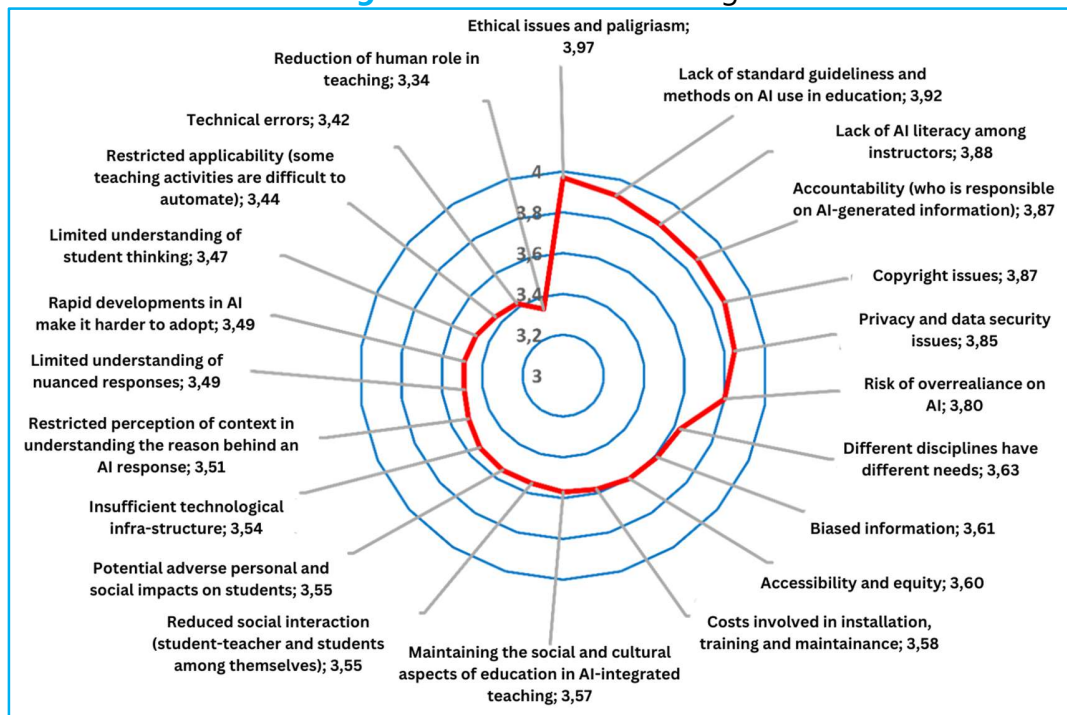 Ethical issues and paligriasm;
3,97
Lack of standard guideliness and
methods on AI use in education; 3,92
Lack of AI literacy among
instructors; 3,88
Accountability (who is responsible
on AI-generated information); 3,87
Copyright issues; 3,87
Privacy and data security
issues; 3,85
Risk of overrealiance on
AI; 3,80
Different disciplines have
different needs; 3,63
Biased information; 3,61
Accessibility and equity; 3,60
Costs involved in installation,
training and maintainance; 3,58
Maintaining the social and cultural
aspects of education in AI-integrated
teaching; 3,57
Reduced social interaction
(student-teacher and students
among themselves); 3,55
Potential adverse personal and
social impacts on students; 3,55
Insufficient technological
infra-structure; 3,54
Restricted perception of context in
understanding the reason behind an
AI response; 3,51
Limited understanding of
nuanced responses; 3,49
Rapid developments in AI
make it harder to adopt; 3,49
Limited understanding of
student thinking; 3,47
Restricted applicability (some
teaching activities are difficult to
automate); 3,44
Technical errors; 3,42
Reduction of human role in
teaching; 3,34
4
3,8
3,6
3,4
3,2
3